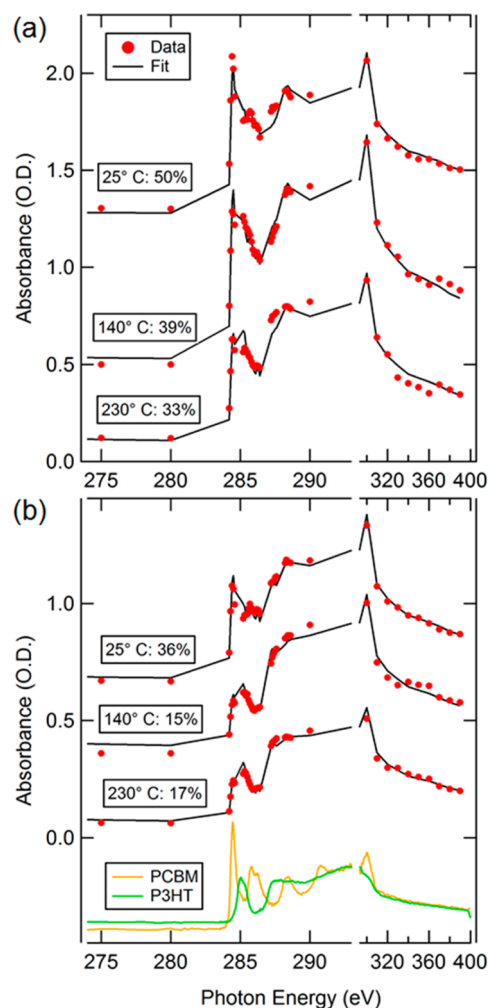 (a)
Data
Fit
2.0
1.5
1.0
0.5
0.0
Absorbance (O.D.)
25° C: 50%
140° C: 39%
230° C: 33%
275 280 285 290 320 360 400
(b)
1.0
0.5
0.0
Absorbance (O.D.)
25° C: 36%
140° C: 15%
230° C: 17%
PCBM
P3HT
275 280 285 290 320 360 400
Photon Energy (eV)